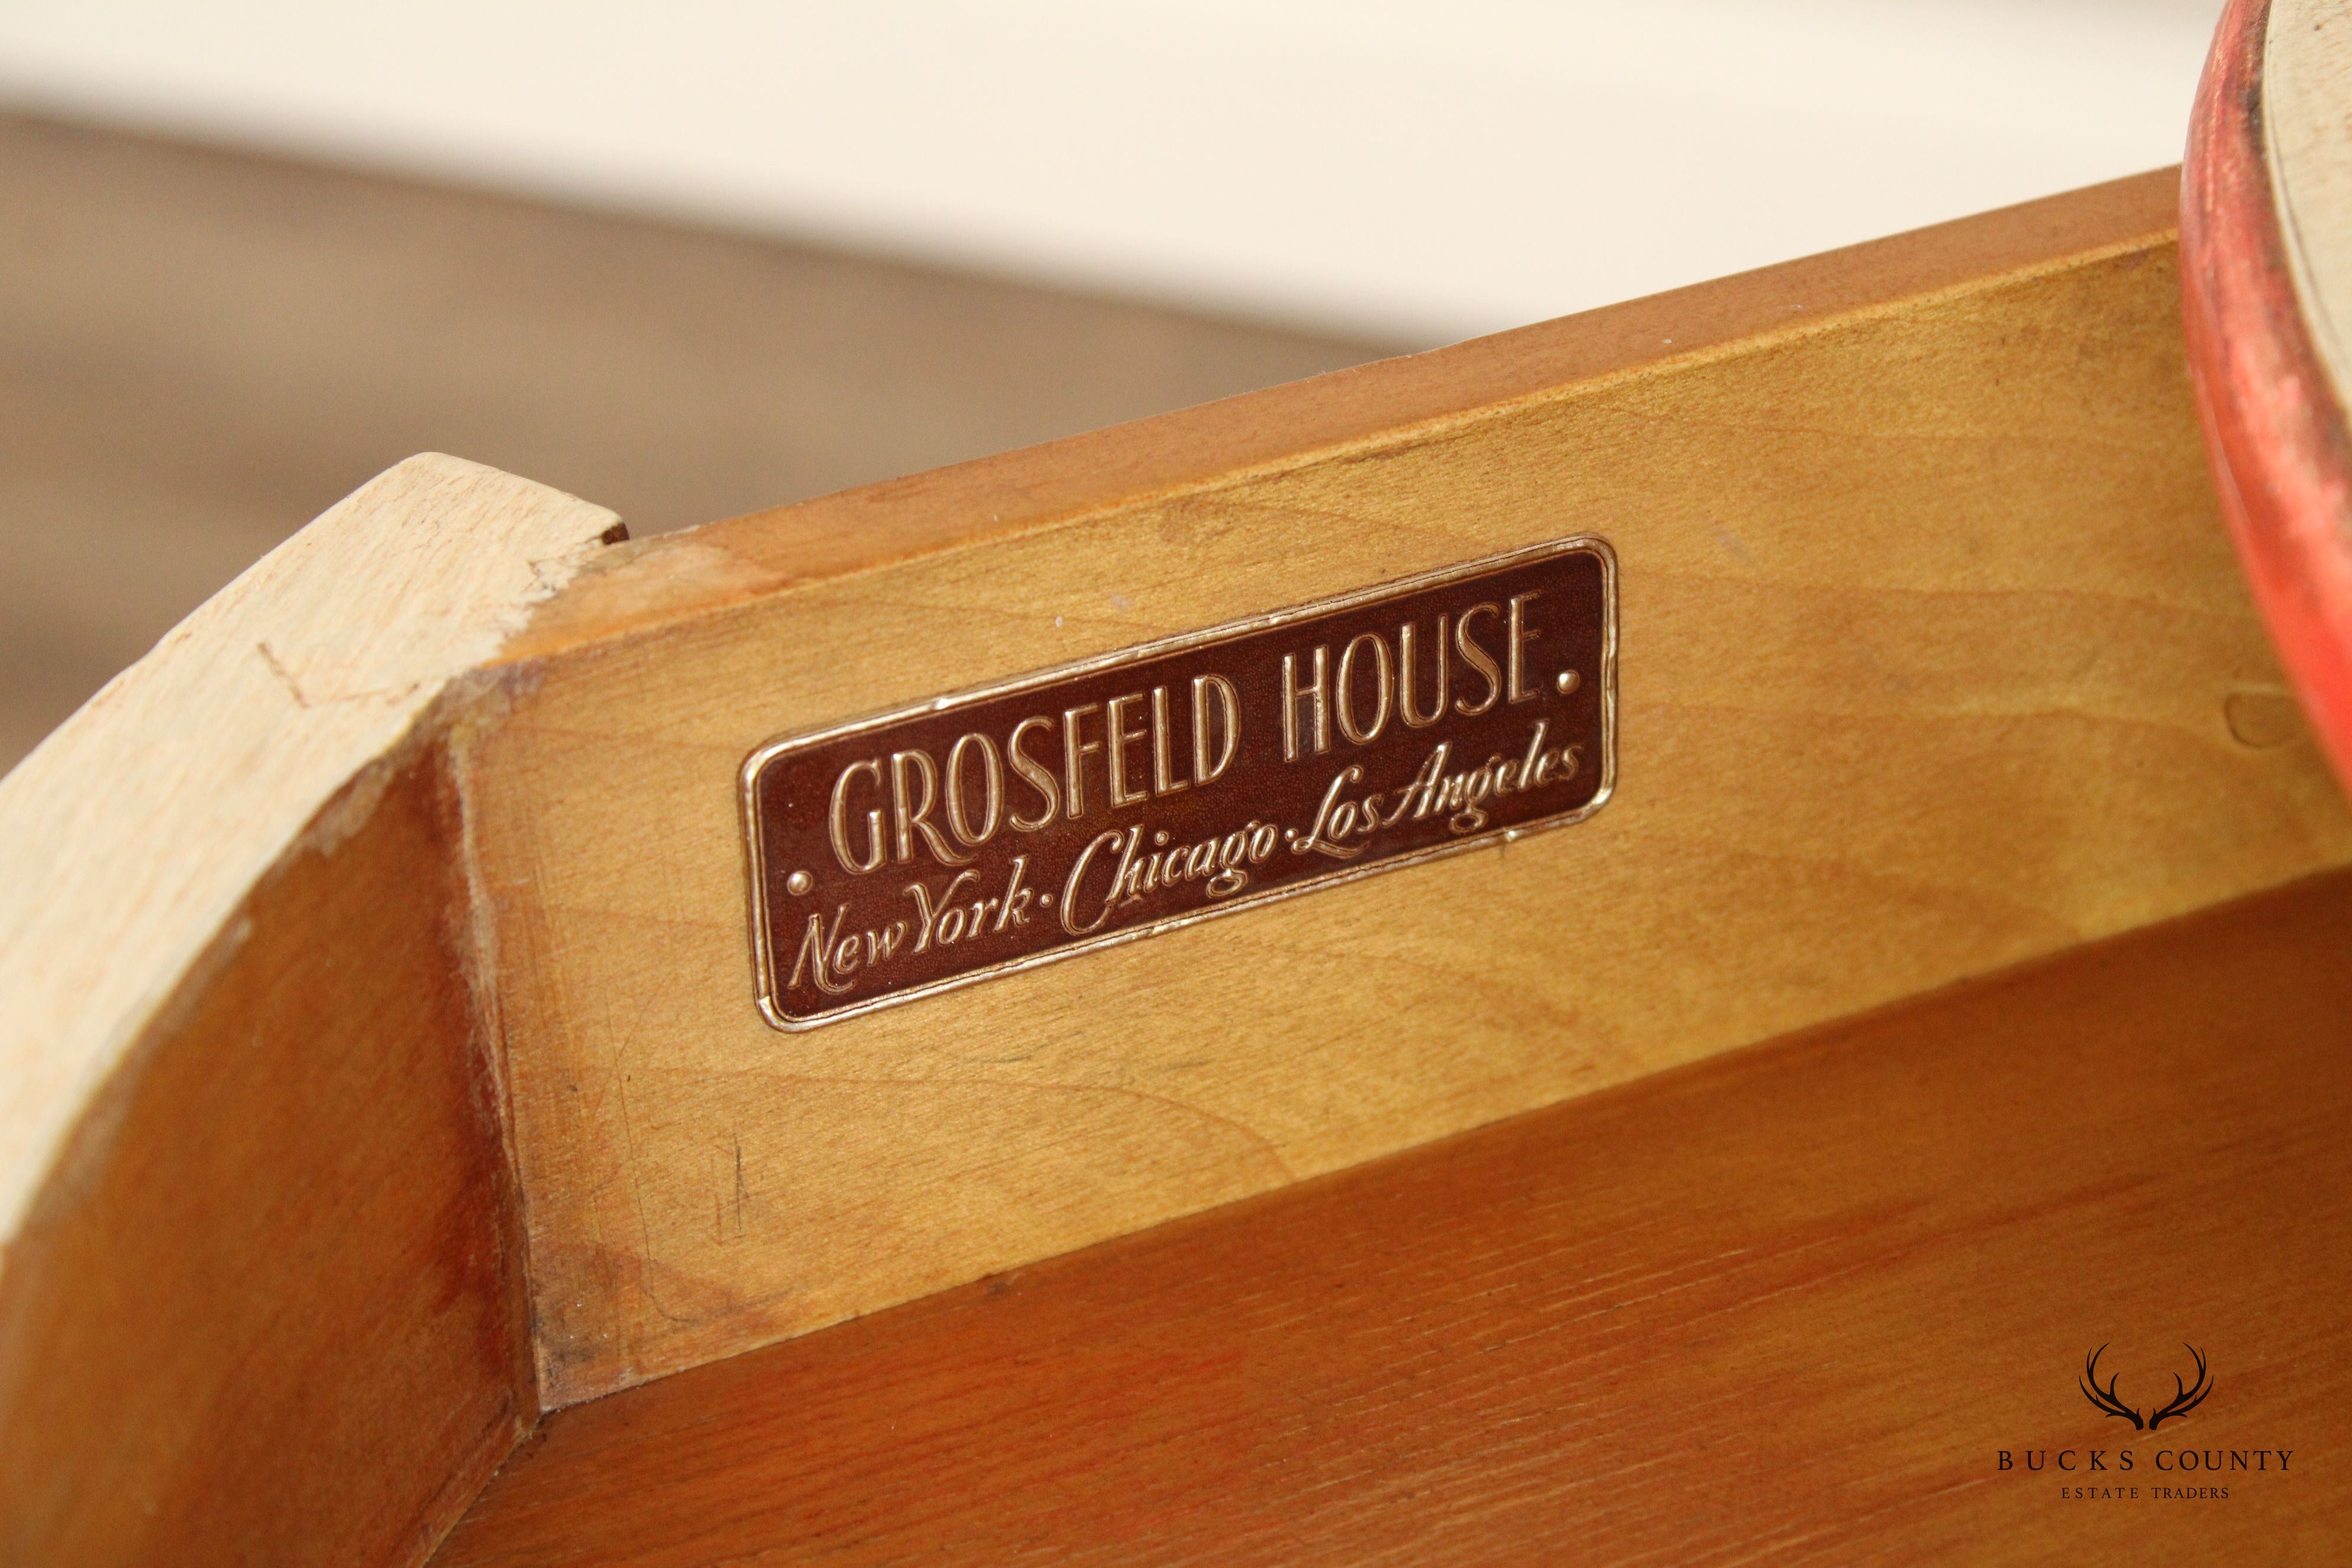 · GROSFELD HOUSE ·
New York · Chicago · Los Angeles
BUCKS COUNTY
ESTATE TRADERS